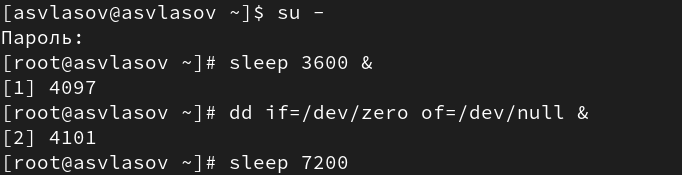 [asvlasov@asvlasov ~]$ su -
Пароль:
[root@asvlasov ~]# sleep 3600 &
[1] 4097
[root@asvlasov ~]# dd if=/dev/zero of=/dev/null &
[2] 4101
[root@asvlasov ~]# sleep 7200